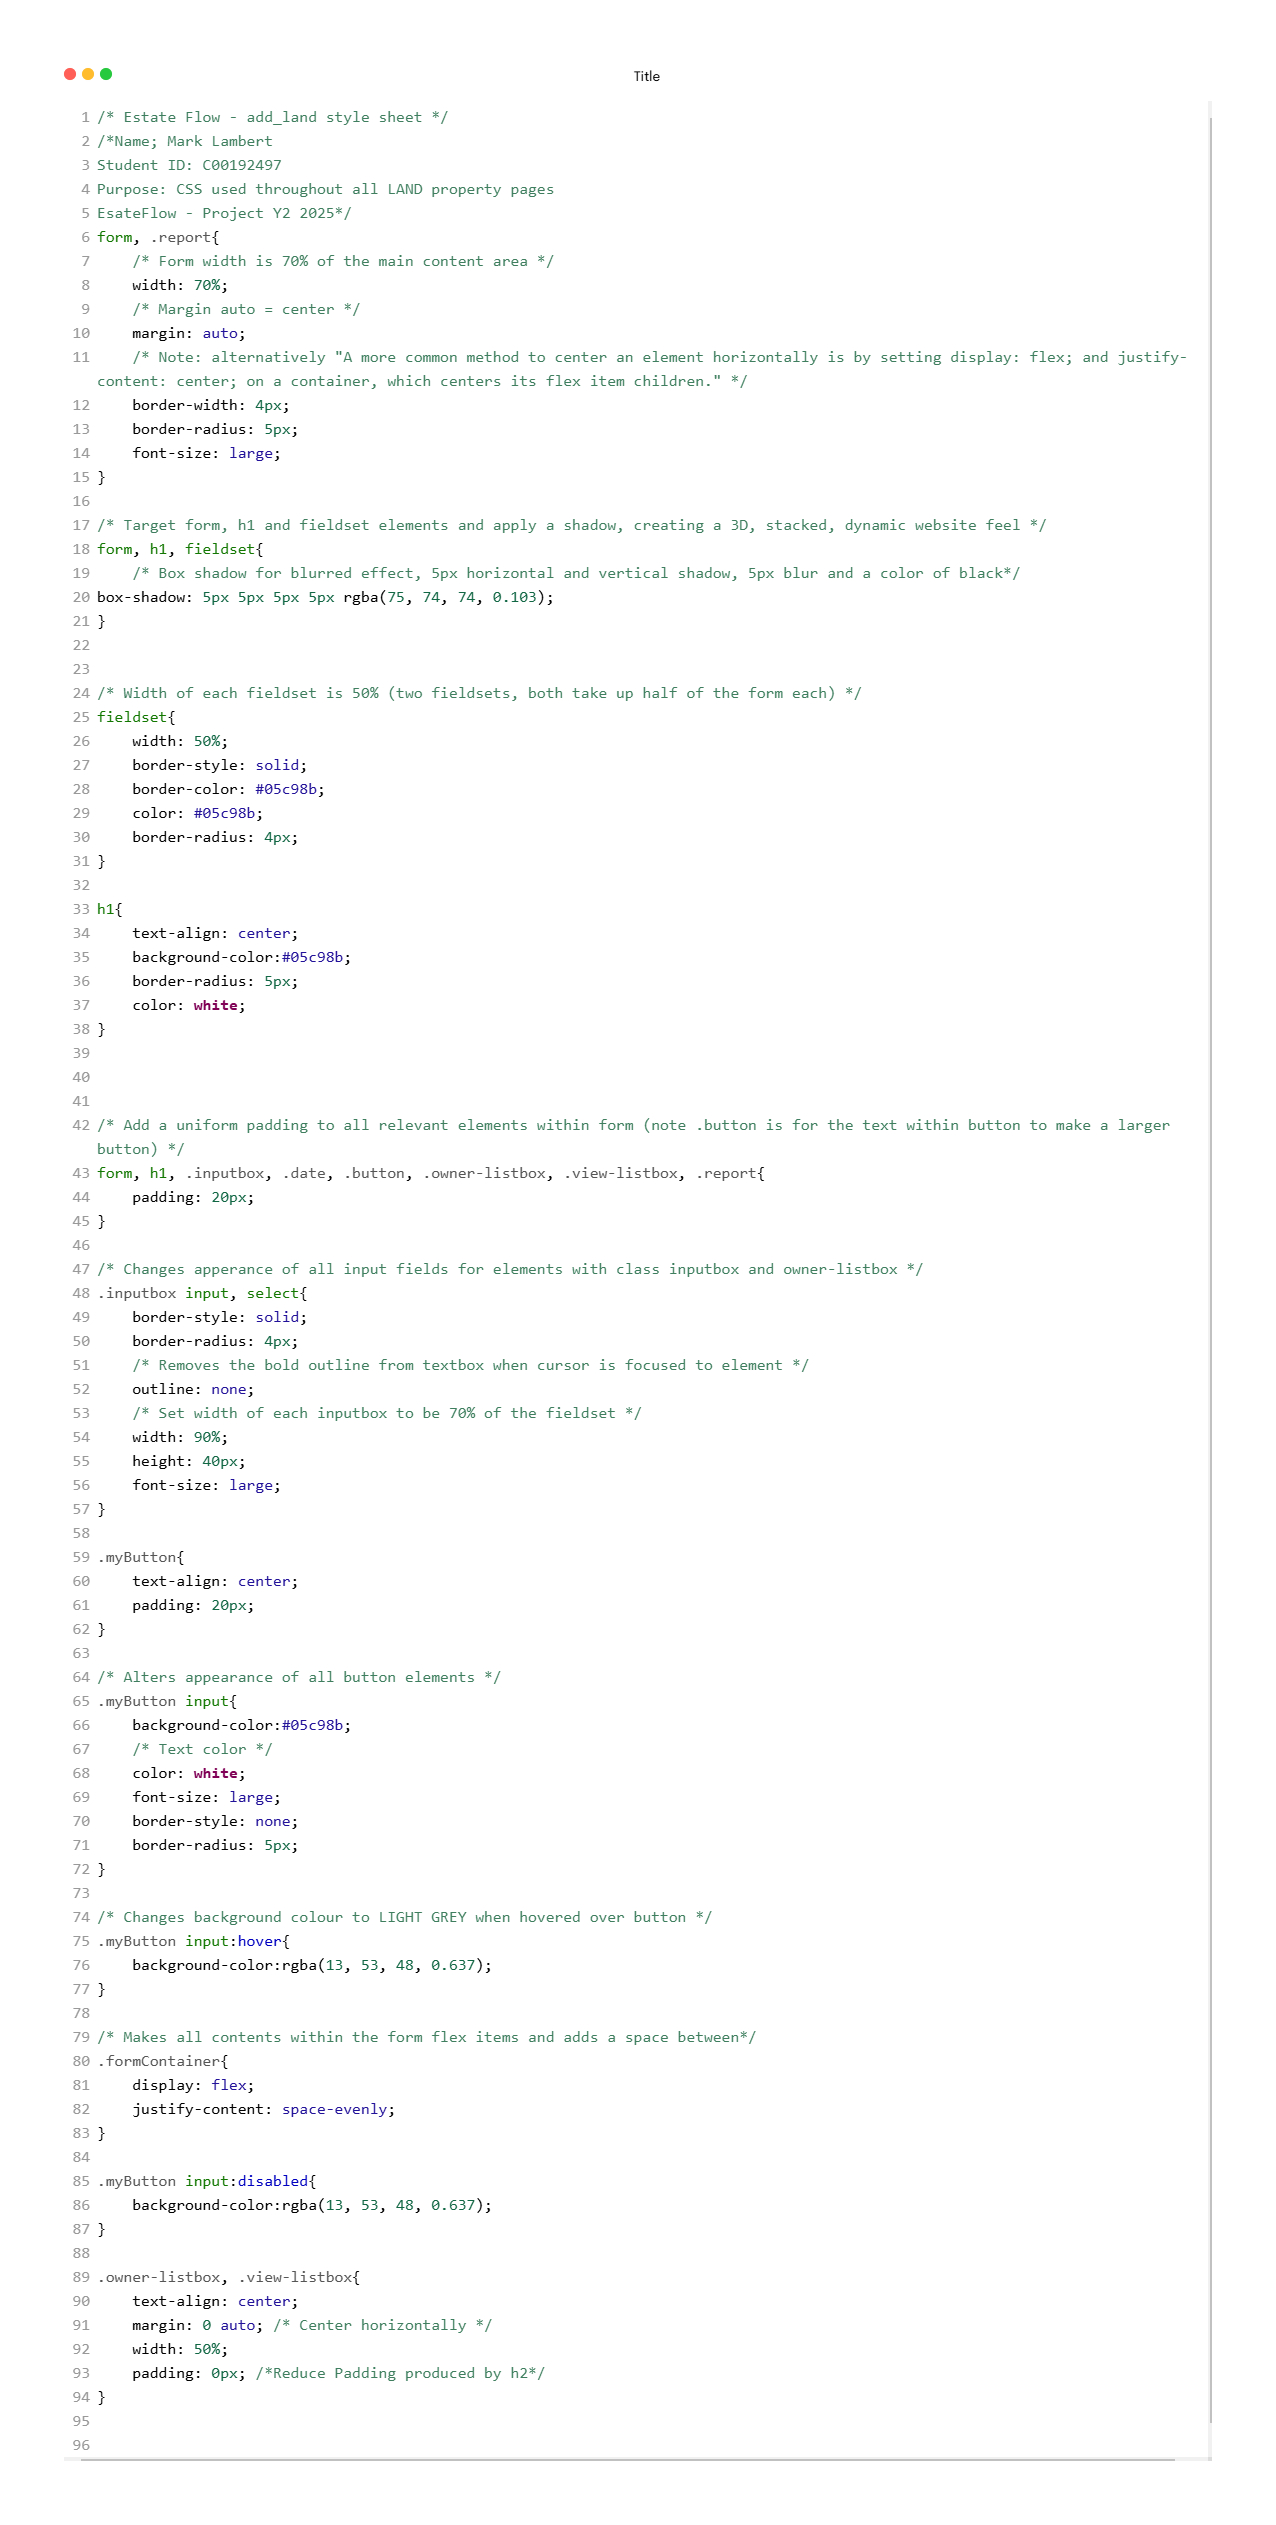 Title
1 /* Estate Flow - add_land style sheet */
2 /*Name; Mark Lambert
3 Student ID: C00192497
4 Purpose: CSS used throughout all LAND property pages
5 EsateFlow - Project Y2 2025*/
6 form, .report{
7     /* Form width is 70% of the main content area */
8     width: 70%;
9     /* Margin auto = center */
10     margin: auto;
11     /* Note: alternatively "A more common method to center an element horizontally is by setting display: flex; and justify-
content: center; on a container, which centers its flex item children." */
12     border-width: 4px;
13     border-radius: 5px;
14     font-size: large;
15 }
16
17 /* Target form, h1 and fieldset elements and apply a shadow, creating a 3D, stacked, dynamic website feel */
18 form, h1, fieldset{
19     /* Box shadow for blurred effect, 5px horizontal and vertical shadow, 5px blur and a color of black*/
20 box-shadow: 5px 5px 5px 5px rgba(75, 74, 74, 0.103);
21 }
22
23
24 /* Width of each fieldset is 50% (two fieldsets, both take up half of the form each) */
25 fieldset{
26     width: 50%;
27     border-style: solid;
28     border-color: #05c98b;
29     color: #05c98b;
30     border-radius: 4px;
31 }
32
33 h1{
34     text-align: center;
35     background-color:#05c98b;
36     border-radius: 5px;
37     color: white;
38 }
39
40
41
42 /* Add a uniform padding to all relevant elements within form (note .button is for the text within button to make a larger
button) */
43 form, h1, .inputbox, .date, .button, .owner-listbox, .view-listbox, .report{
44     padding: 20px;
45 }
46
47 /* Changes apperance of all input fields for elements with class inputbox and owner-listbox */
48 .inputbox input, select{
49     border-style: solid;
50     border-radius: 4px;
51     /* Removes the bold outline from textbox when cursor is focused to element */
52     outline: none;
53     /* Set width of each inputbox to be 70% of the fieldset */
54     width: 90%;
55     height: 40px;
56     font-size: large;
57 }
58
59 .myButton{
60     text-align: center;
61     padding: 20px;
62 }
63
64 /* Alters appearance of all button elements */
65 .myButton input{
66     background-color:#05c98b;
67     /* Text color */
68     color: white;
69     font-size: large;
70     border-style: none;
71     border-radius: 5px;
72 }
73
74 /* Changes background colour to LIGHT GREY when hovered over button */
75 .myButton input:hover{
76     background-color:rgba(13, 53, 48, 0.637);
77 }
78
79 /* Makes all contents within the form flex items and adds a space between*/
80 .formContainer{
81     display: flex;
82     justify-content: space-evenly;
83 }
84
85 .myButton input:disabled{
86     background-color:rgba(13, 53, 48, 0.637);
87 }
88
89 .owner-listbox, .view-listbox{
90     text-align: center;
91     margin: 0 auto; /* Center horizontally */
92     width: 50%;
93     padding: 0px; /*Reduce Padding produced by h2*/
94 }
95
96